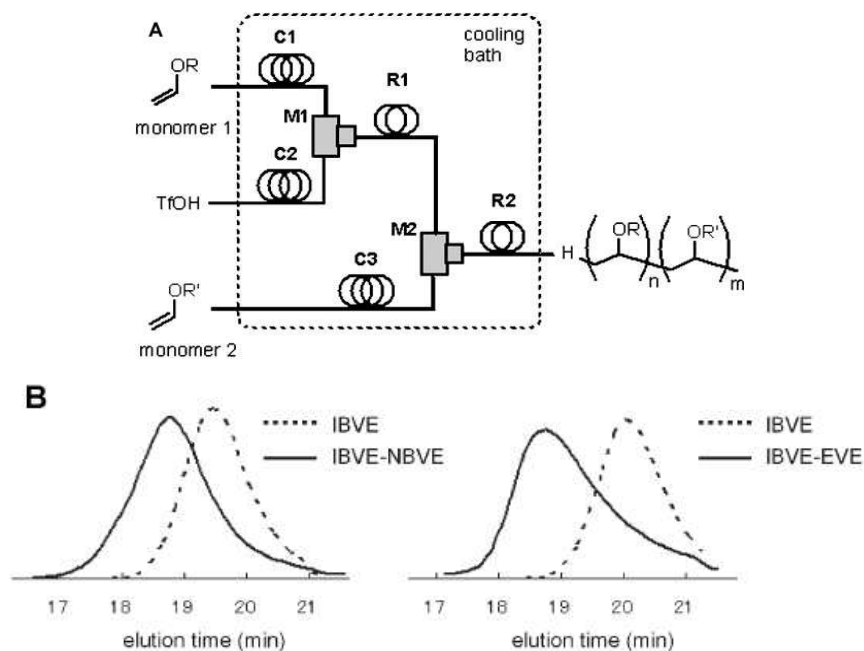 A
C1
cooling
bath
OR
R1
M1
monomer 1
C2
R2
TfOH
M2
OR
OR'
H
n
m
C3
OR'
monomer 2
B
IBVE
IBVE-NBVE
17 18 19 20 21
elution time (min)
IBVE
IBVE-EVE
17 18 19 20 21
elution time (min)